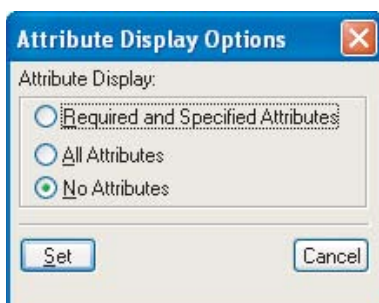 Attribute Display Options
Attribute Display:
Required and Specified Attributes
All Attributes
No Attributes
Set
Cancel